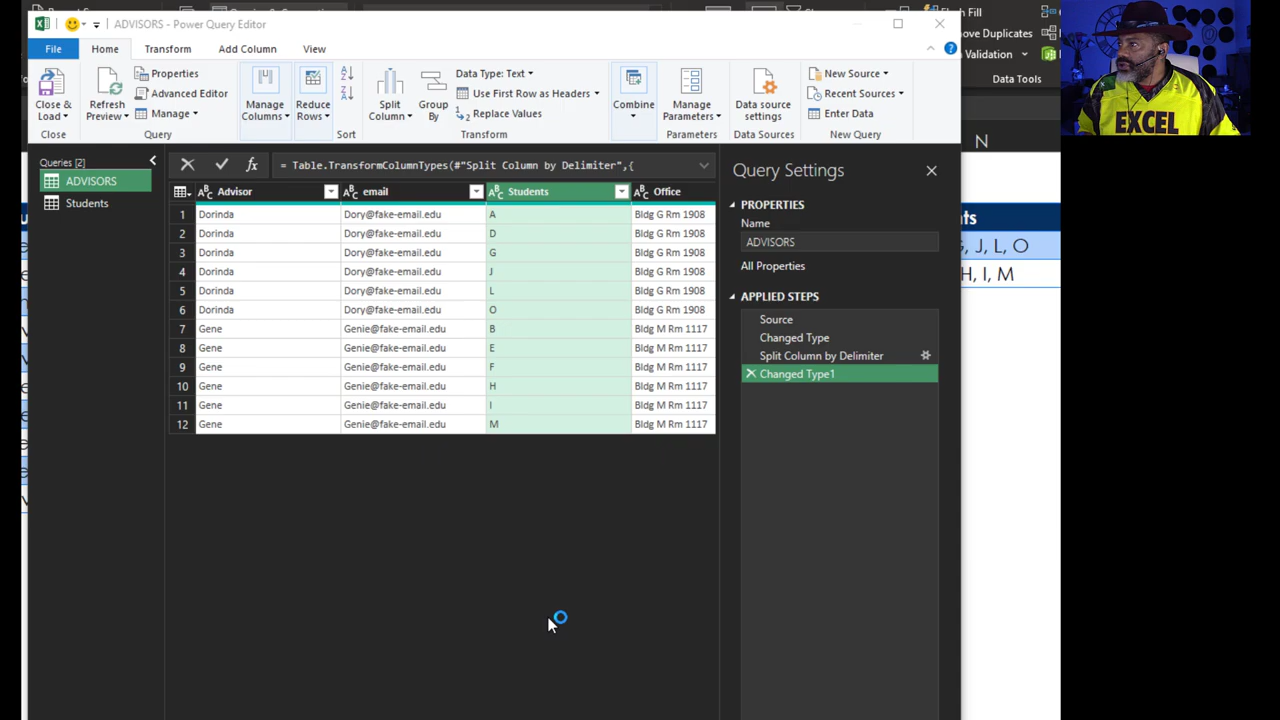 ADVISORS - Power Query Editor
Flash Fill
move Duplicates
Validation
Data Tools
File Home Transform Add Column View
Close & Load
Close
Refresh Preview
Properties
Advanced Editor
Manage
Query
Manage Columns
Reduce Rows
Sort
Split Column
Group By
Data Type: Text
Use First Row as Headers
Replace Values
Transform
Combine
Manage Parameters
Parameters
Data source settings
Data Sources
New Source
Recent Sources
Enter Data
New Query
EXCEL
N
Queries [2]
ADVISORS
Students
= Table.TransformColumnTypes(#"Split Column by Delimiter",{
Advisor email Students Office
1 Dorinda Dory@fake-email.edu A Bldg G Rm 1908
2 Dorinda Dory@fake-email.edu D Bldg G Rm 1908
3 Dorinda Dory@fake-email.edu G Bldg G Rm 1908
4 Dorinda Dory@fake-email.edu J Bldg G Rm 1908
5 Dorinda Dory@fake-email.edu L Bldg G Rm 1908
6 Dorinda Dory@fake-email.edu O Bldg G Rm 1908
7 Gene Genie@fake-email.edu B Bldg M Rm 1117
8 Gene Genie@fake-email.edu E Bldg M Rm 1117
9 Gene Genie@fake-email.edu F Bldg M Rm 1117
10 Gene Genie@fake-email.edu H Bldg M Rm 1117
11 Gene Genie@fake-email.edu I Bldg M Rm 1117
12 Gene Genie@fake-email.edu M Bldg M Rm 1117
Query Settings
PROPERTIES
Name
ADVISORS
All Properties
APPLIED STEPS
Source
Changed Type
Split Column by Delimiter
Changed Type1
nts
G, J, L, O
H, I, M